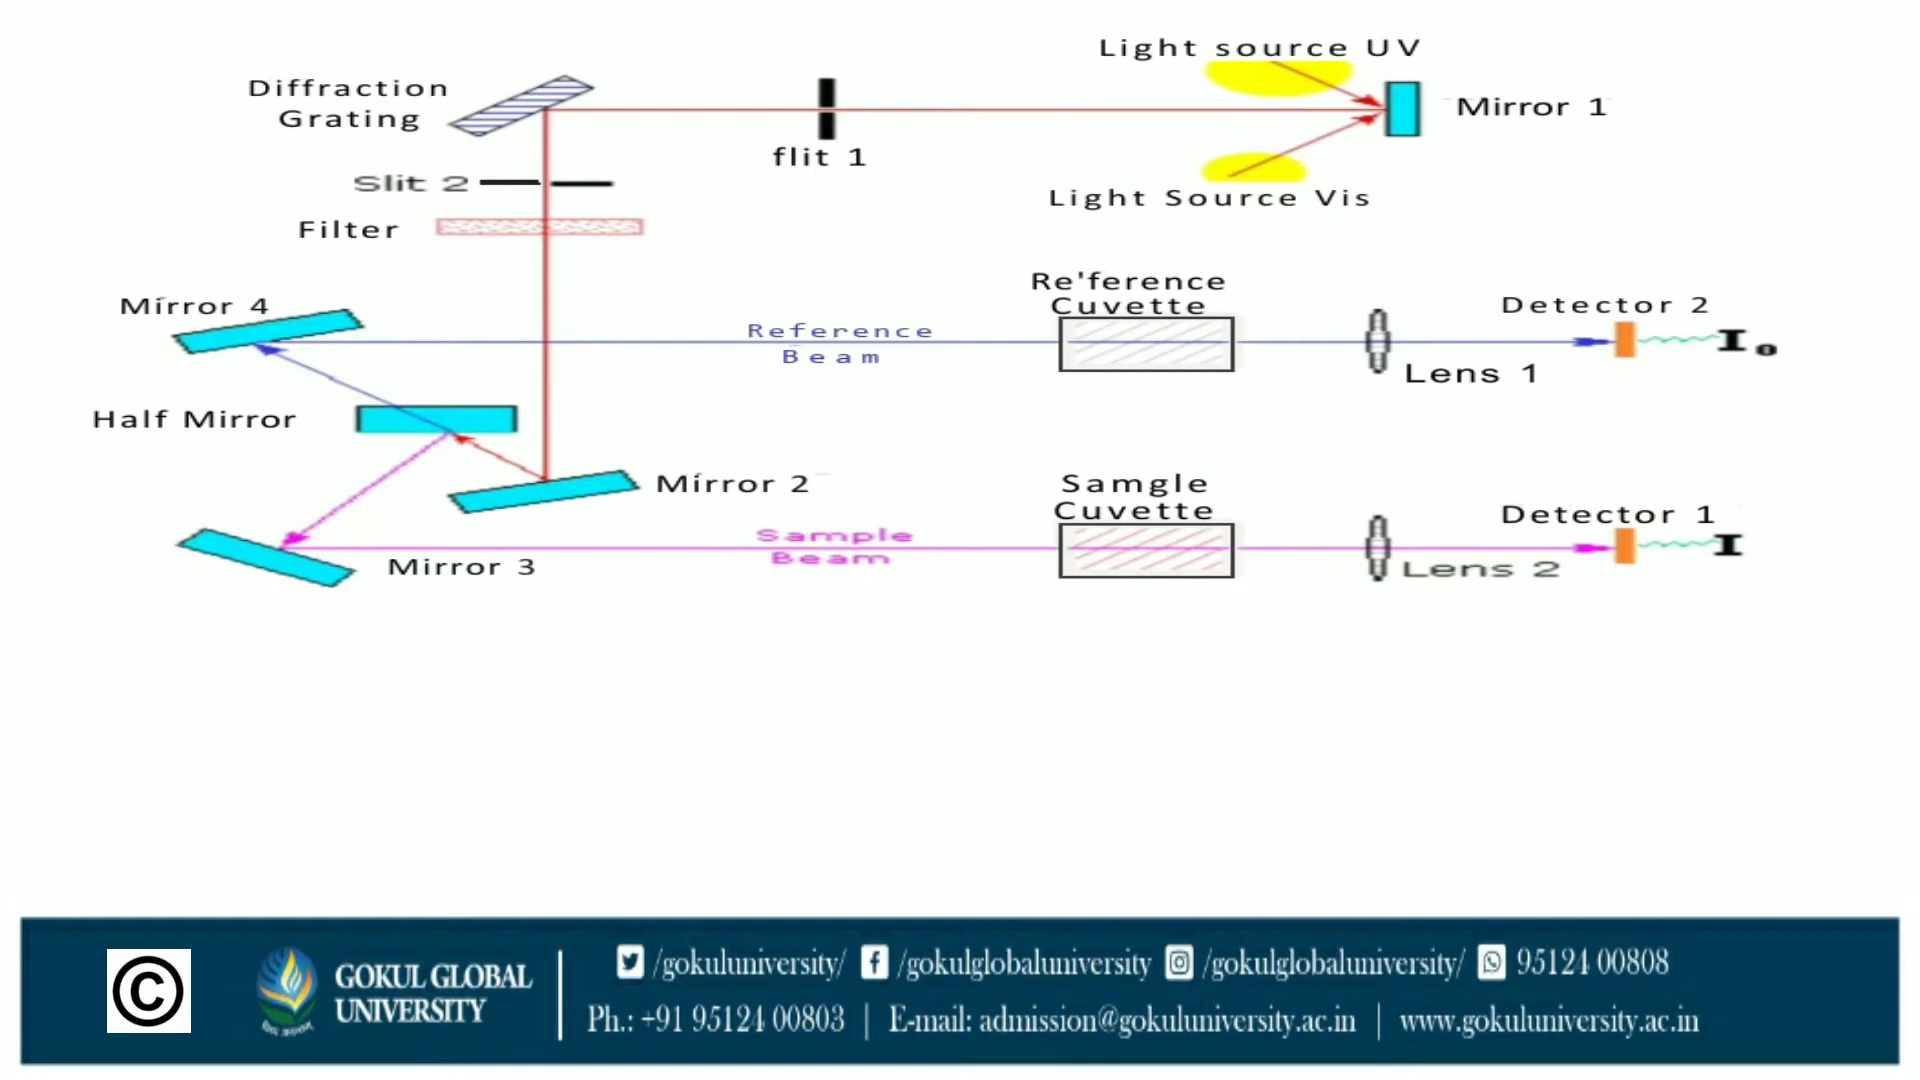 Light source UV
Diffraction
Grating
Mirror 1
flit 1
Slit 2
Light Source Vis
Filter
Re'ference
Cuvette
Mirror 4
Detector 2
Reference
Beam
I₀
Lens 1
Half Mirror
Mirror 2
Samgle
Cuvette
Detector 1
Sample
Beam
I
Mirror 3
Lens 2
©
GOKUL GLOBAL
UNIVERSITY
/gokuluniversity/ /gokulglobaluniversity /gokulglobaluniversity/ 95124 00808
Ph.: +91 95124 00803 | E-mail: admission@gokuluniversity.ac.in | www.gokuluniversity.ac.in